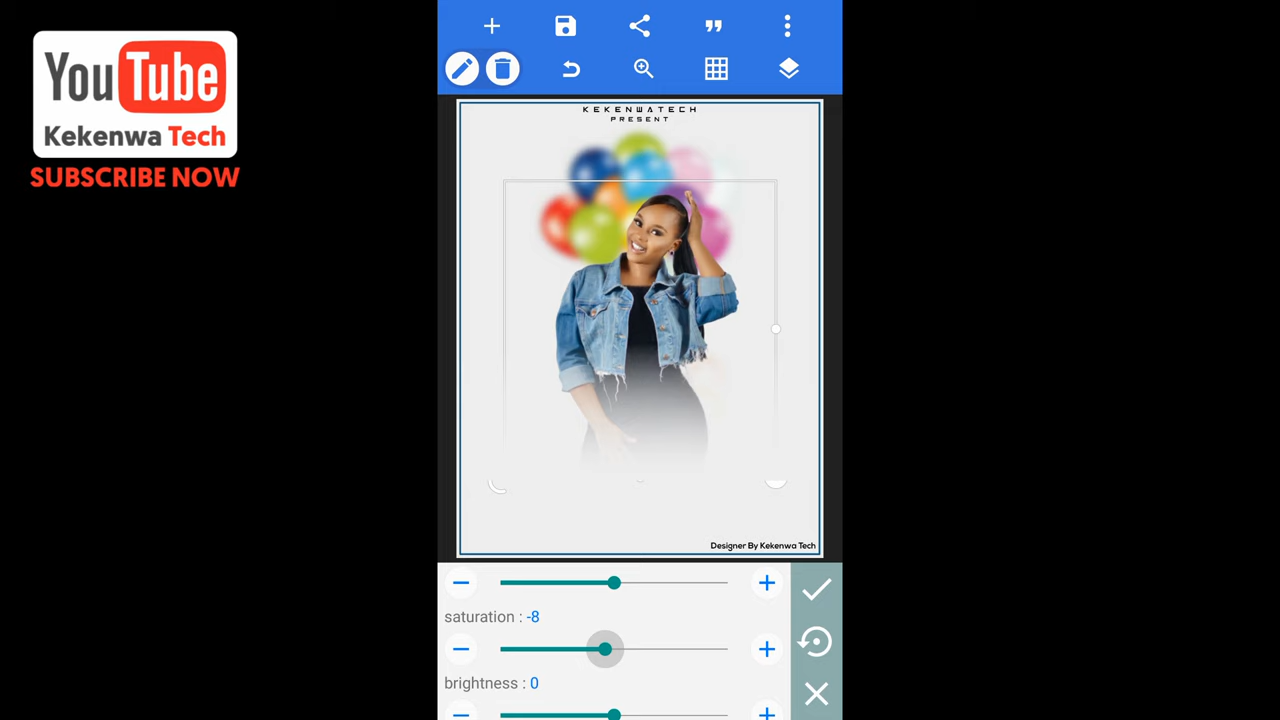 YouTube
Kekenwa Tech
SUBSCRIBE NOW
KEKENWATECH
PRESENT
Designer By Kekenwa Tech
saturation : -8
brightness : 0